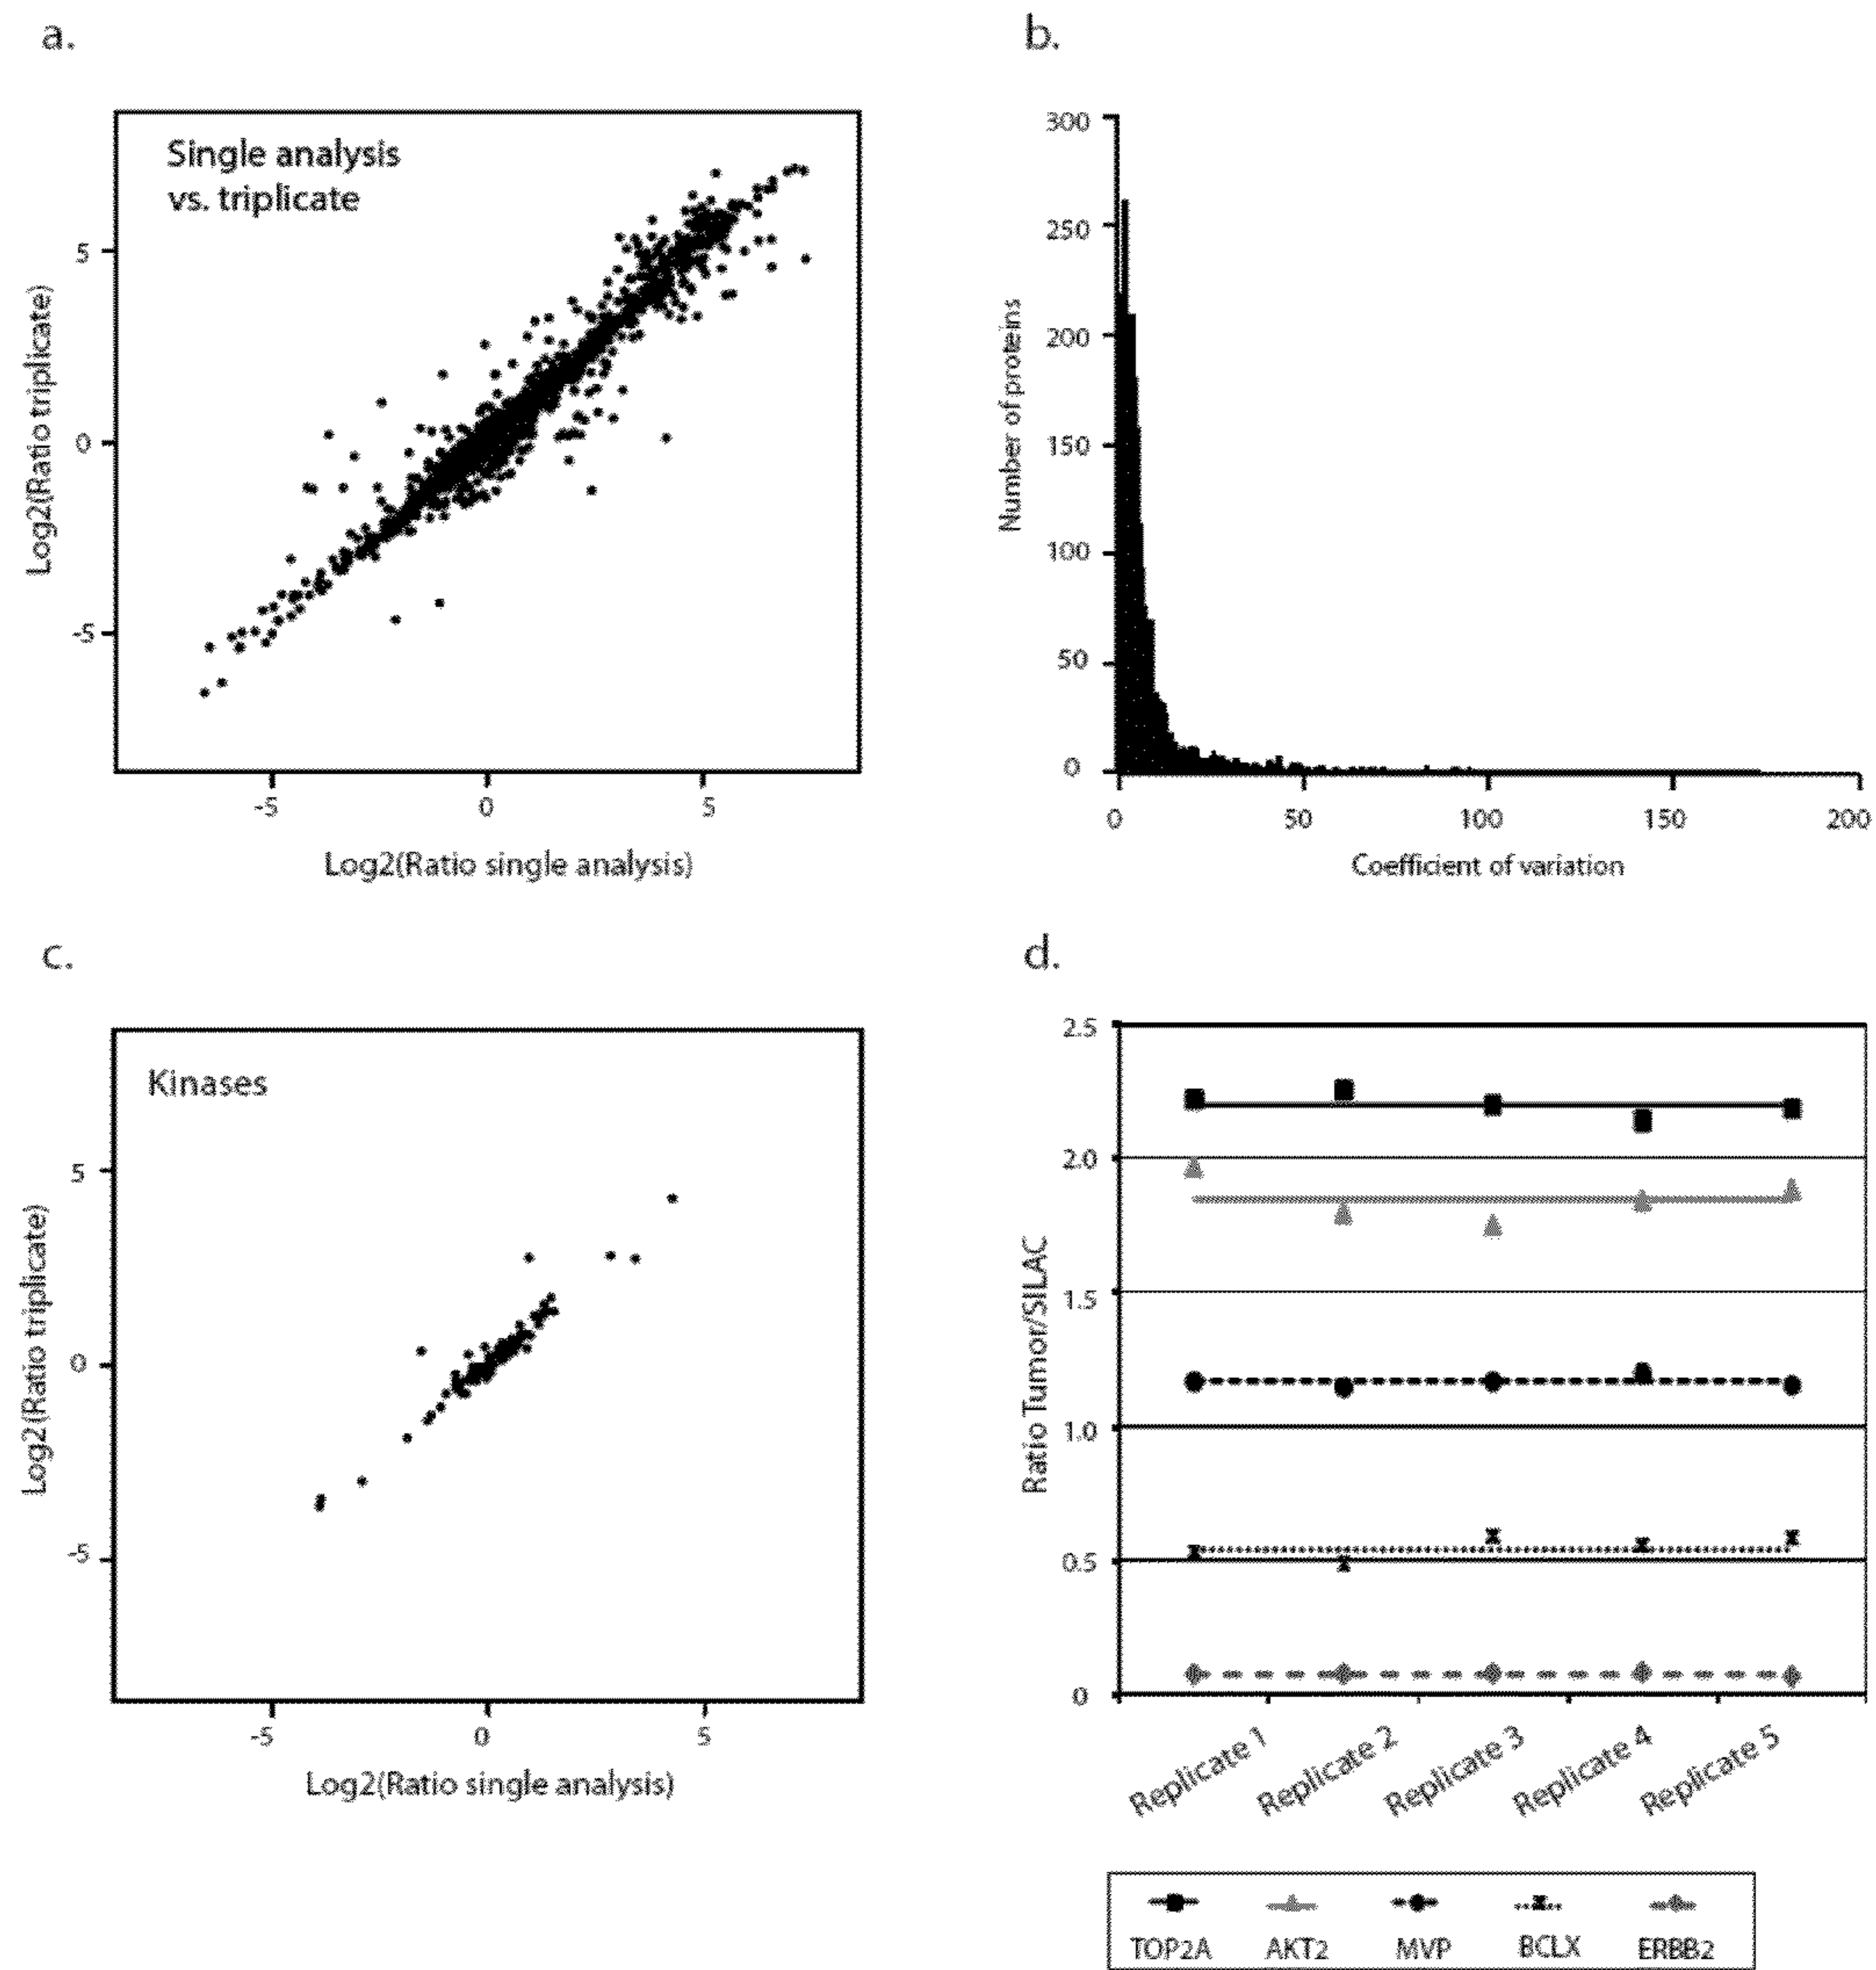 a.
Single analysis
vs. triplicate
Log2(Ratio triplicate)
5
0
-5
-5
0
5
Log2(Ratio single analysis)
b.
Number of proteins
300
250
200
150
100
50
0
0
50
100
150
200
Coefficient of variation
c.
Kinases
Log2(Ratio triplicate)
5
0
-5
-5
0
5
Log2(Ratio single analysis)
d.
Ratio Tumor/SILAC
2.5
2.0
1.5
1.0
0.5
0
Replicate 1
Replicate 2
Replicate 3
Replicate 4
Replicate 5
TOP2A
AKT2
MVP
BCLX
ERBB2